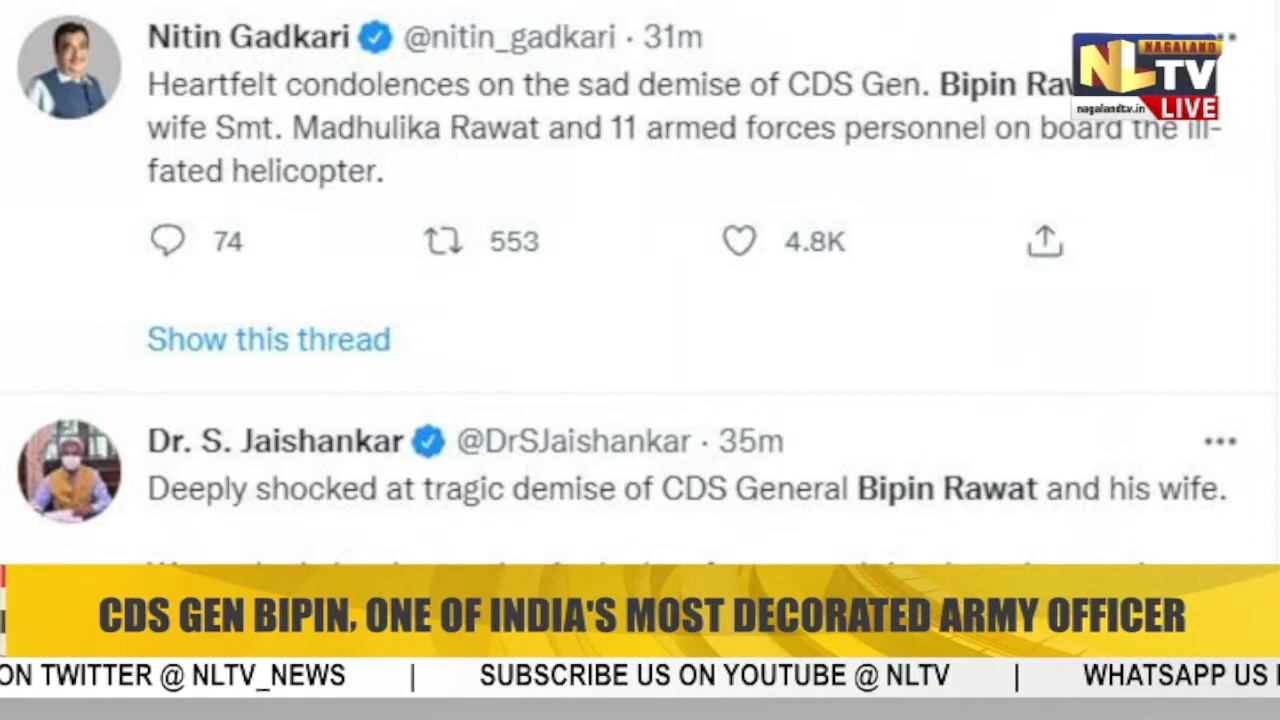 Nitin Gadkari @nitin_gadkari · 31m
Heartfelt condolences on the sad demise of CDS Gen. Bipin
wife Smt. Madhulika Rawat and 11 armed forces personnel on board the ill-
fated helicopter.
74 553 4.8K
Show this thread
NAGALAND
NLTV
nagalandtv.in LIVE
Dr. S. Jaishankar @DrSJaishankar · 35m
Deeply shocked at tragic demise of CDS General Bipin Rawat and his wife.
CDS GEN BIPIN, ONE OF INDIA'S MOST DECORATED ARMY OFFICER
ON TWITTER @ NLTV_NEWS | SUBSCRIBE US ON YOUTUBE @ NLTV | WHATSAPP US